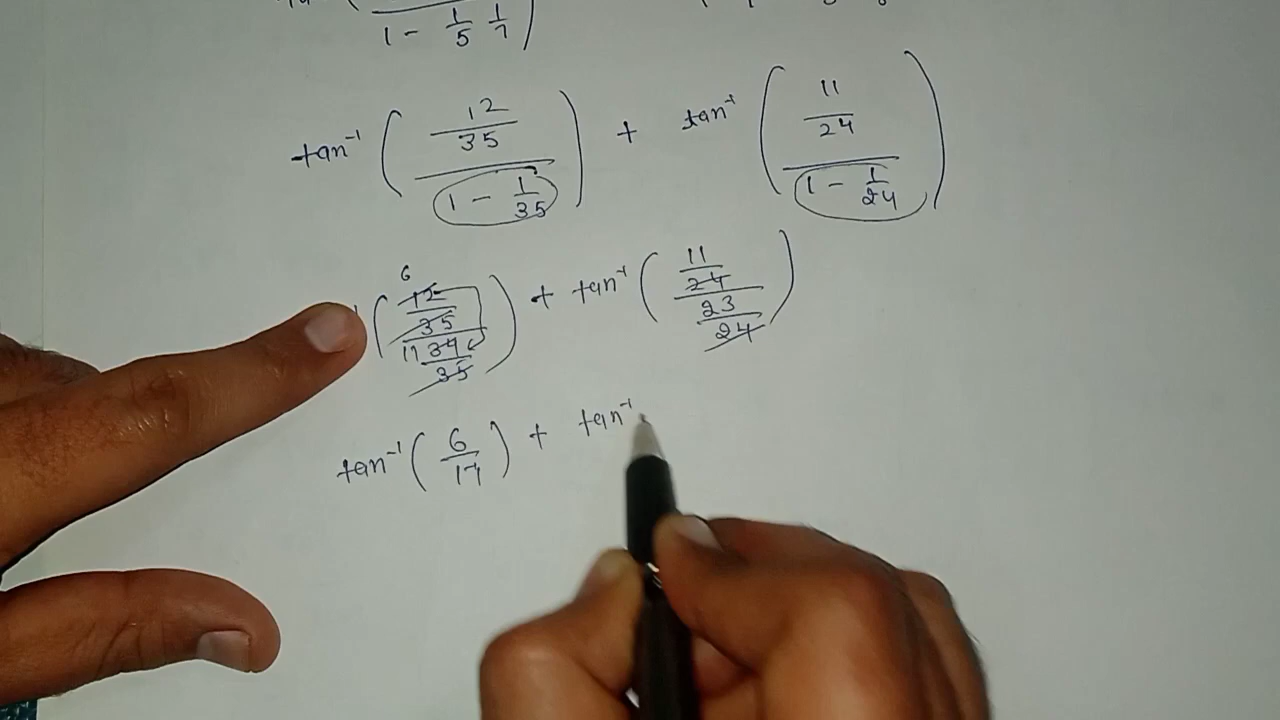 1 - 1/5 1/7
tan⁻¹ ( (12/35) / (1 - 1/35) ) + tan⁻¹ ( (11/24) / (1 - 1/24) )
( 6 (12/35) / 17 (34/35) ) + tan⁻¹ ( (11/24) / (23/24) )
tan⁻¹ ( 6/17 ) + tan⁻¹